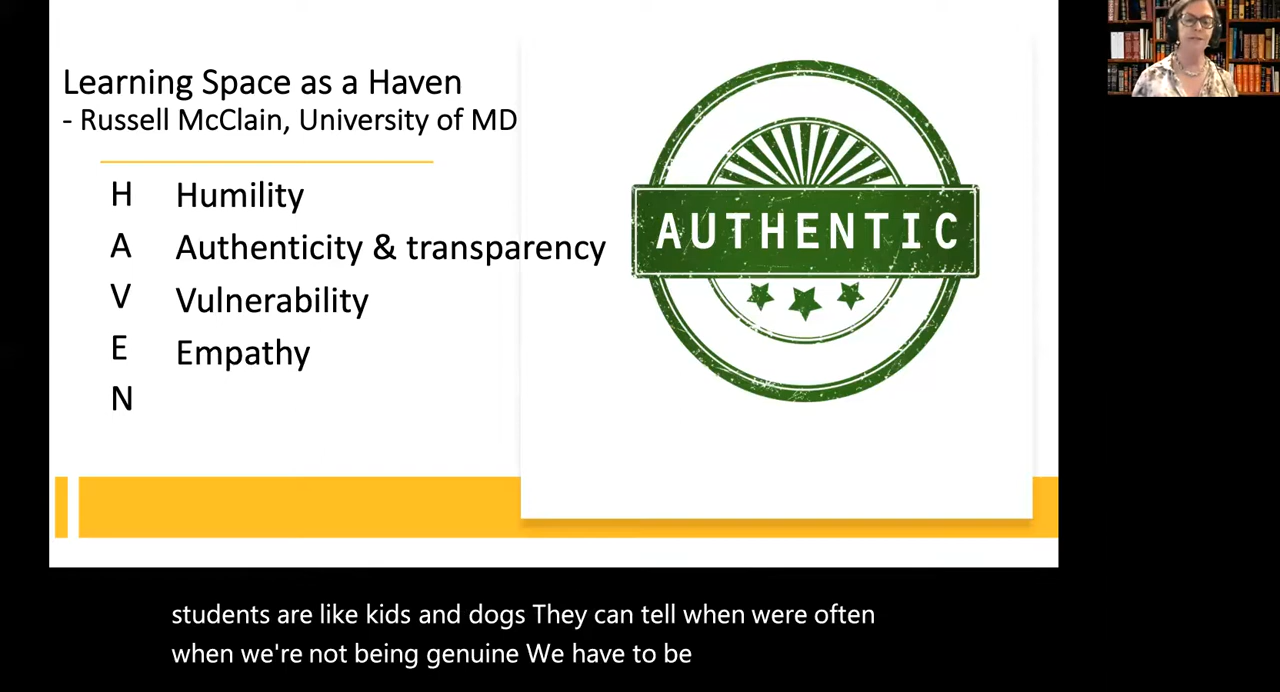 Learning Space as a Haven
- Russell McClain, University of MD
H Humility
A Authenticity & transparency
V Vulnerability
E Empathy
N
AUTHENTIC
students are like kids and dogs They can tell when were often
when we're not being genuine We have to be